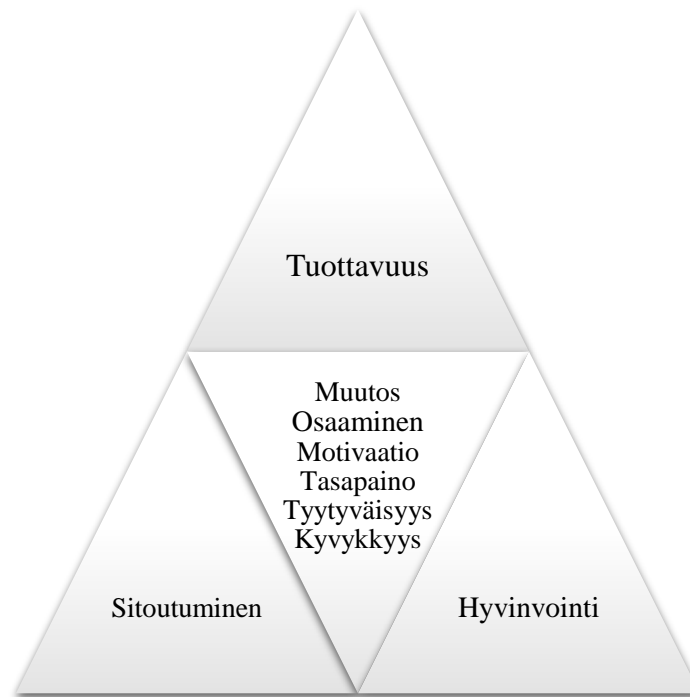 Tuottavuus
Muutos
Osaaminen
Motivaatio
Tasapaino
Tyytyväisyys
Kyvykkyys
Sitoutuminen
Hyvinvointi